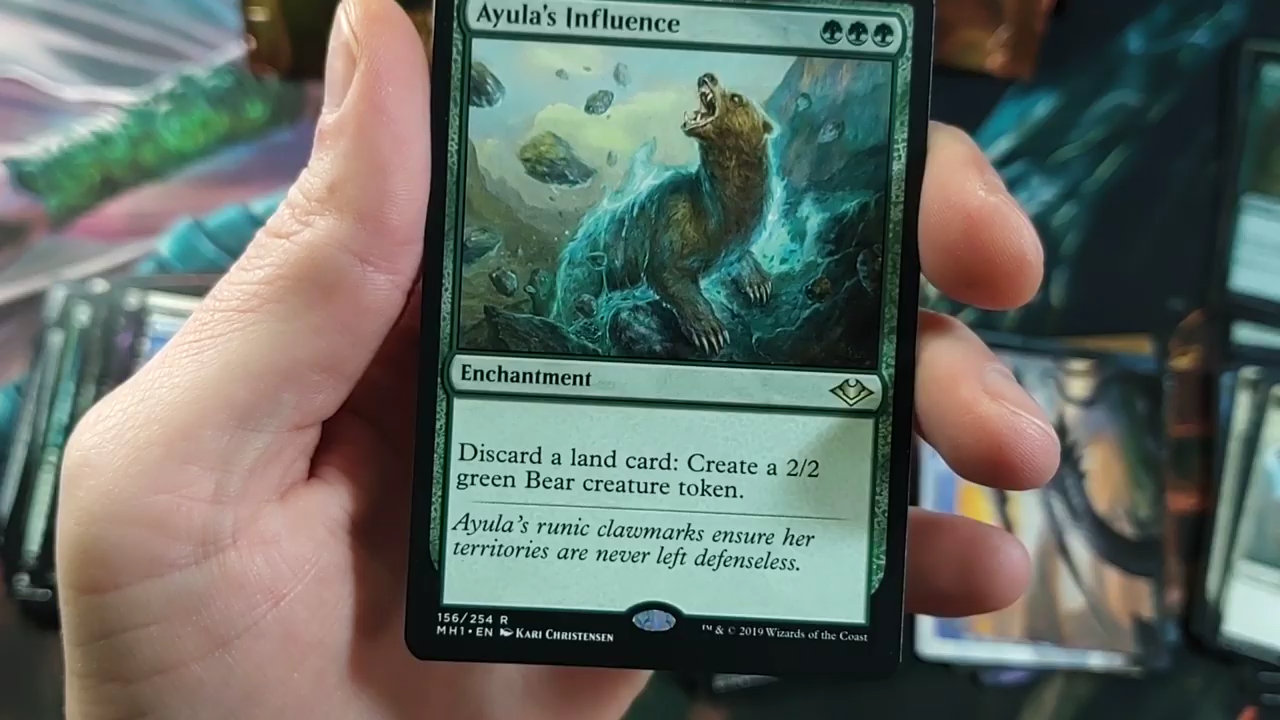 Ayula's Influence
Enchantment
Discard a land card: Create a 2/2
green Bear creature token.
Ayula's runic clawmarks ensure her
territories are never left defenseless.
156/254 R
MH1 • EN Kari Christensen
™ & © 2019 Wizards of the Coast